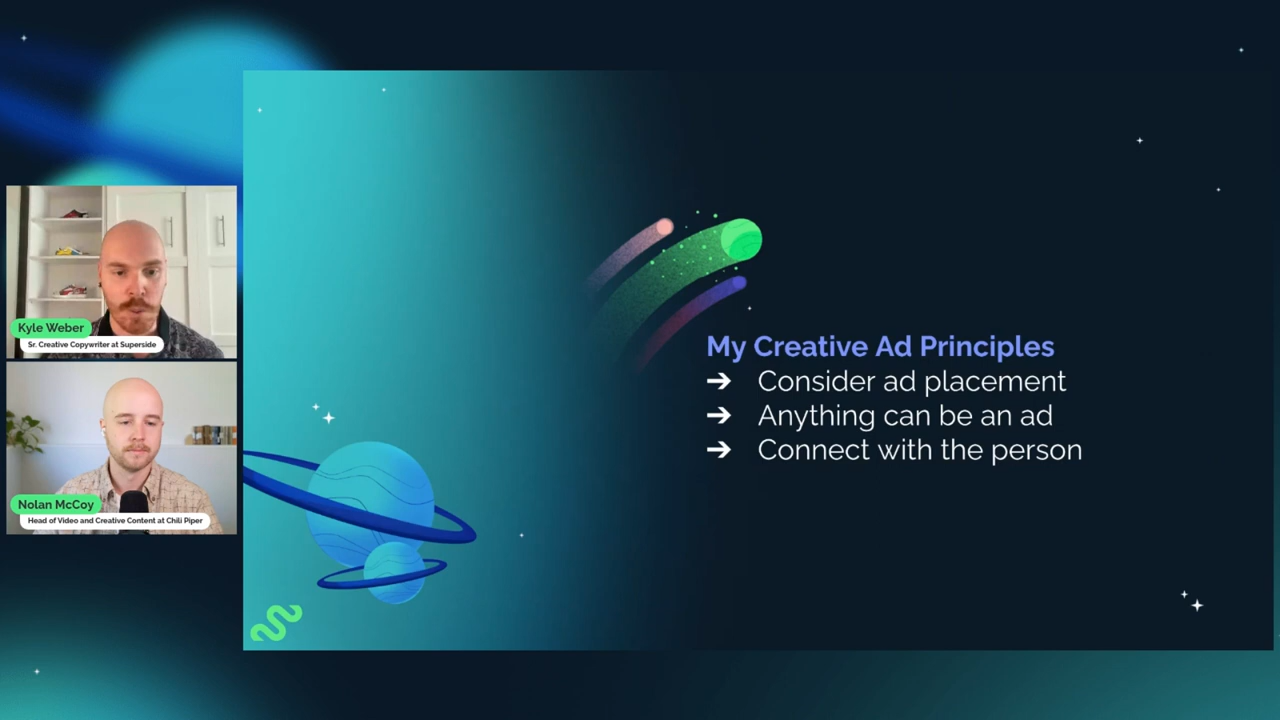 Kyle Weber
Sr. Creative Copywriter at Superside
Nolan McCoy
Head of Video and Creative Content at Chili Piper
My Creative Ad Principles
➔ Consider ad placement
➔ Anything can be an ad
➔ Connect with the person